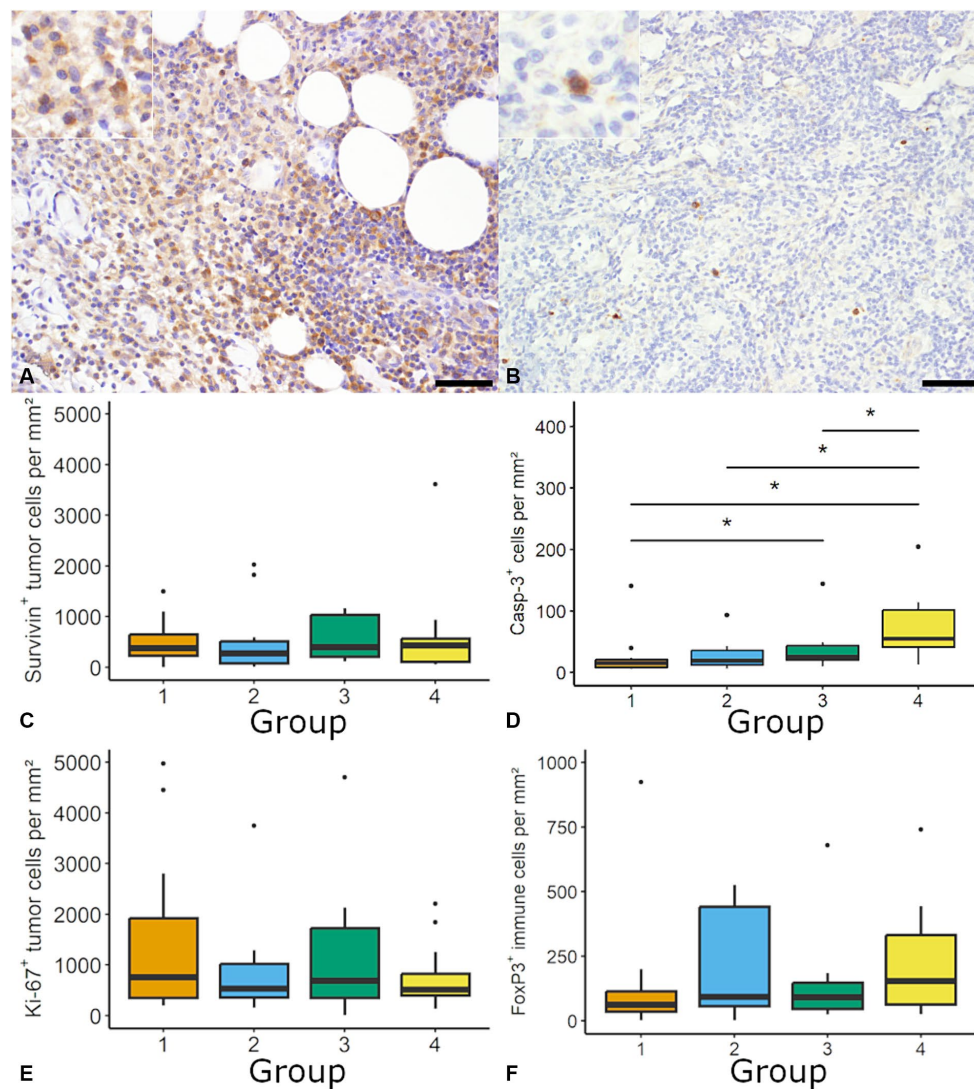 A
B
Survivin⁺ tumor cells per mm²
5000
4000
3000
2000
1000
0
1 2 3 4
Group
C
Casp-3⁺ cells per mm²
400
300
200
100
0
*
*
*
*
1 2 3 4
Group
D
Ki-67⁺ tumor cells per mm²
5000
4000
3000
2000
1000
0
1 2 3 4
Group
E
FoxP3⁺ immune cells per mm²
1000
750
500
250
0
1 2 3 4
Group
F